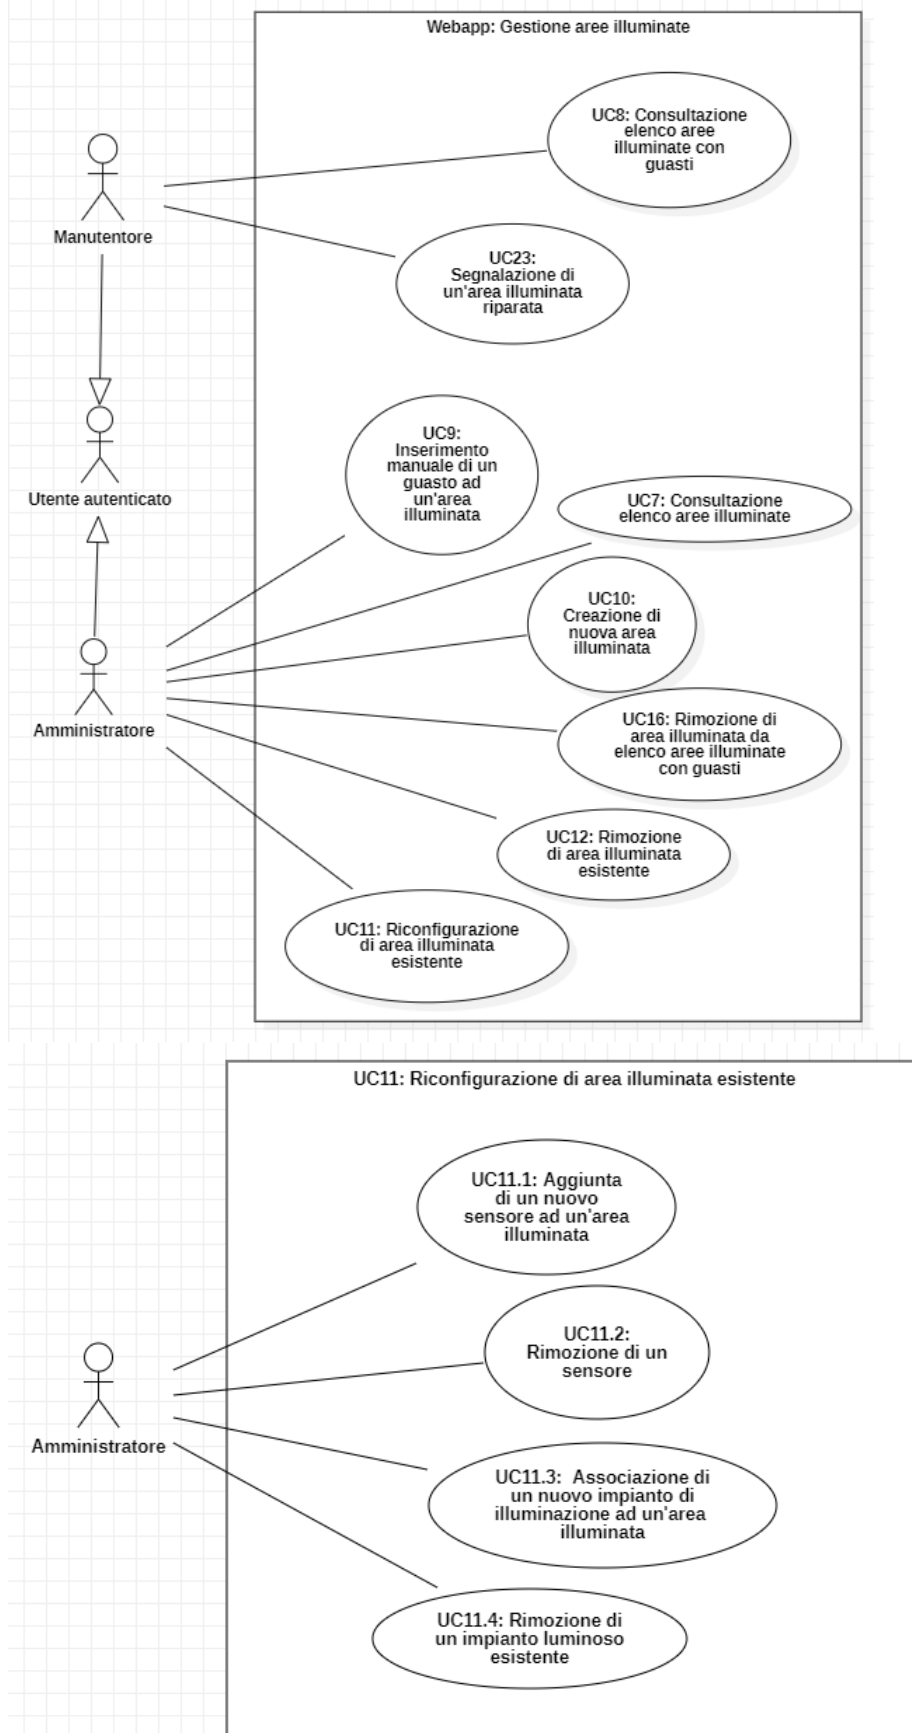 Webapp: Gestione aree illuminate
UC8: Consultazione
elenco aree
illuminate con
guasti
Manutentore
UC23:
Segnalazione di
un'area illuminata
riparata
UC9:
Inserimento
manuale di un
guasto ad
un'area
illuminata
Utente autenticato
UC7: Consultazione
elenco aree illuminate
UC10:
Creazione di
nuova area
illuminata
Amministratore
UC16: Rimozione di
area illuminata da
elenco aree illuminate
con guasti
UC12: Rimozione
di area illuminata
esistente
UC11: Riconfigurazione
di area illuminata
esistente
UC11: Riconfigurazione di area illuminata esistente
UC11.1: Aggiunta
di un nuovo
sensore ad un'area
illuminata
UC11.2:
Rimozione di un
sensore
Amministratore
UC11.3: Associazione di
un nuovo impianto di
illuminazione ad un'area
illuminata
UC11.4: Rimozione di
un impianto luminoso
esistente